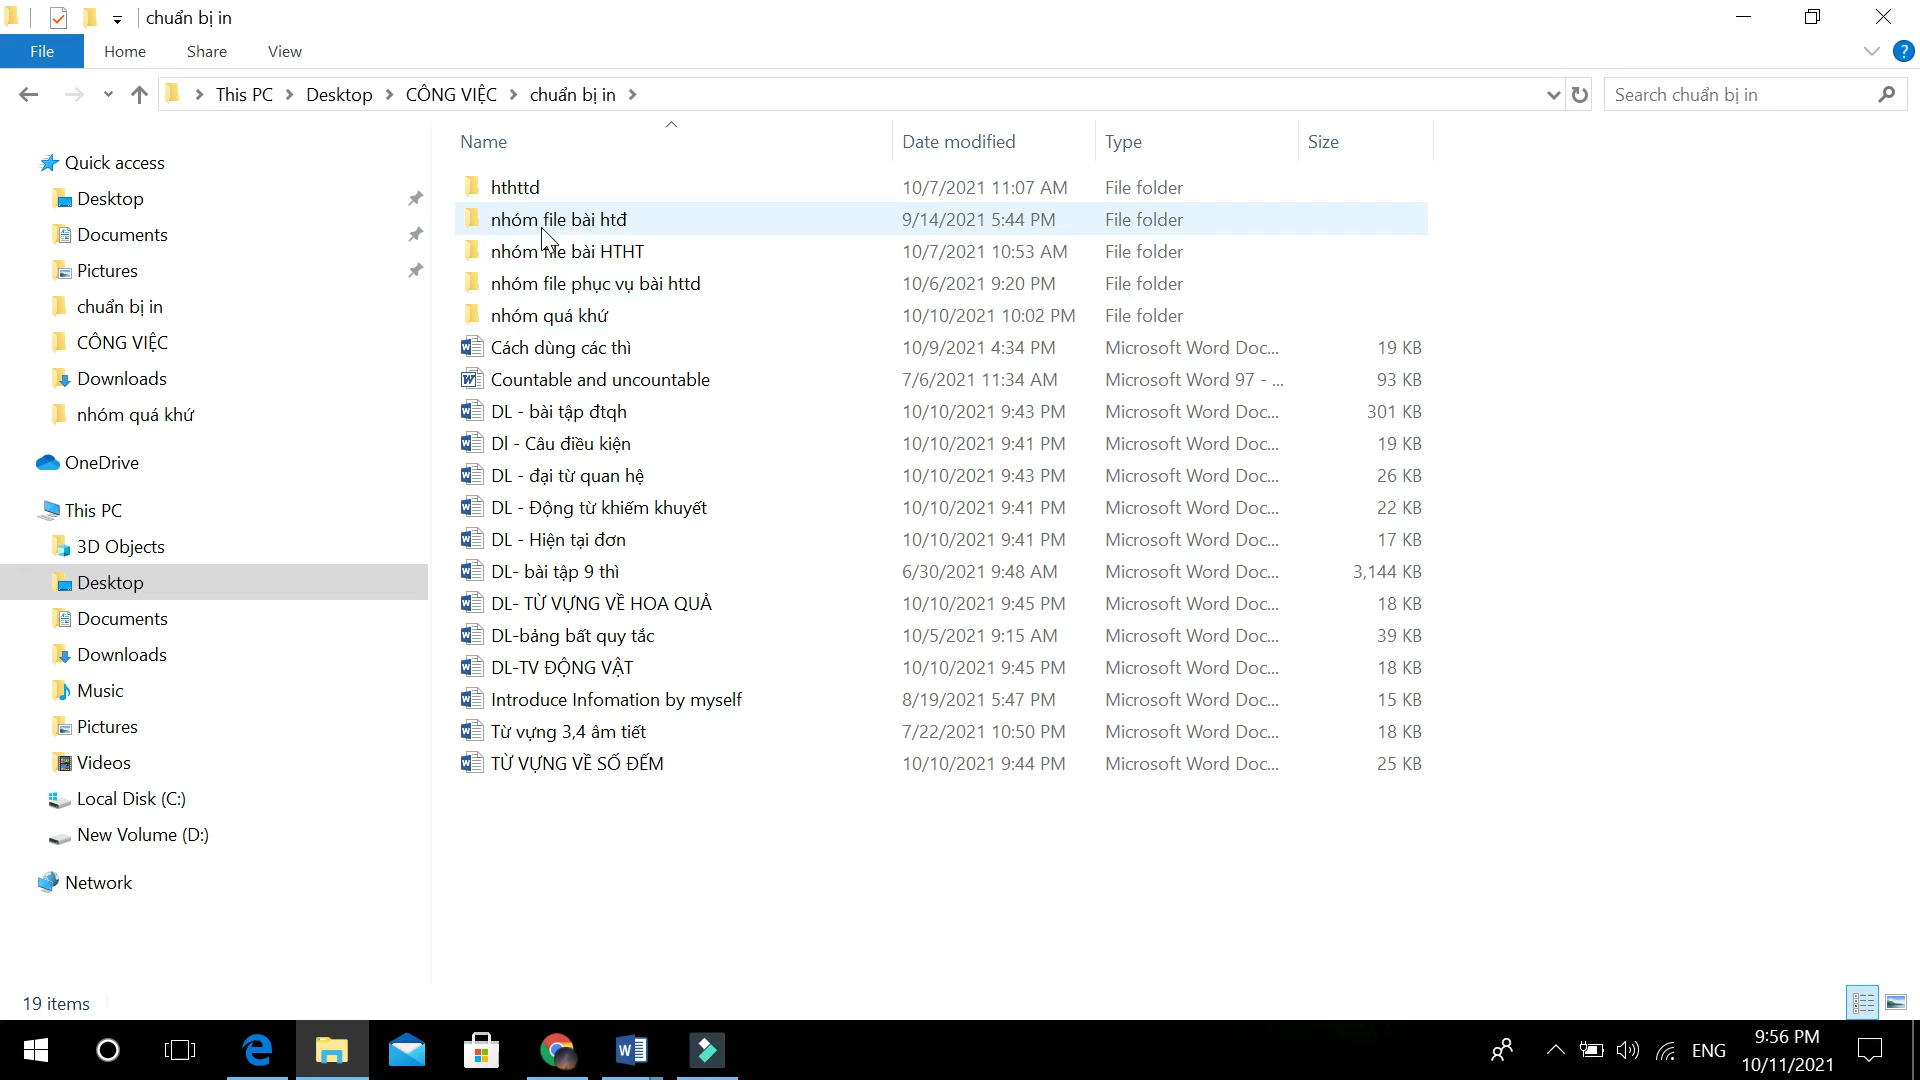 chuẩn bị in
File Home Share View
This PC Desktop CÔNG VIỆC chuẩn bị in
Search chuẩn bị in
Name Date modified Type Size
Quick access
Desktop
Documents
Pictures
chuẩn bị in
CÔNG VIỆC
Downloads
nhóm quá khứ
OneDrive
This PC
3D Objects
Desktop
Documents
Downloads
Music
Pictures
Videos
Local Disk (C:)
New Volume (D:)
Network
hthttd 10/7/2021 11:07 AM File folder
nhóm file bài htđ 9/14/2021 5:44 PM File folder
nhóm file bài HTHT 10/7/2021 10:53 AM File folder
nhóm file phục vụ bài httd 10/6/2021 9:20 PM File folder
nhóm quá khứ 10/10/2021 10:02 PM File folder
Cách dùng các thì 10/9/2021 4:34 PM Microsoft Word Doc... 19 KB
Countable and uncountable 7/6/2021 11:34 AM Microsoft Word 97 - ... 93 KB
DL - bài tập đtqh 10/10/2021 9:43 PM Microsoft Word Doc... 301 KB
Dl - Câu điều kiện 10/10/2021 9:41 PM Microsoft Word Doc... 19 KB
DL - đại từ quan hệ 10/10/2021 9:43 PM Microsoft Word Doc... 26 KB
DL - Động từ khiếm khuyết 10/10/2021 9:41 PM Microsoft Word Doc... 22 KB
DL - Hiện tại đơn 10/10/2021 9:41 PM Microsoft Word Doc... 17 KB
DL- bài tập 9 thì 6/30/2021 9:48 AM Microsoft Word Doc... 3,144 KB
DL- TỪ VỰNG VỀ HOA QUẢ 10/10/2021 9:45 PM Microsoft Word Doc... 18 KB
DL-bảng bất quy tắc 10/5/2021 9:15 AM Microsoft Word Doc... 39 KB
DL-TV ĐỘNG VẬT 10/10/2021 9:45 PM Microsoft Word Doc... 18 KB
Introduce Infomation by myself 8/19/2021 5:47 PM Microsoft Word Doc... 15 KB
Từ vựng 3,4 âm tiết 7/22/2021 10:50 PM Microsoft Word Doc... 18 KB
TỪ VỰNG VỀ SỐ ĐẾM 10/10/2021 9:44 PM Microsoft Word Doc... 25 KB
19 items
ENG
9:56 PM
10/11/2021